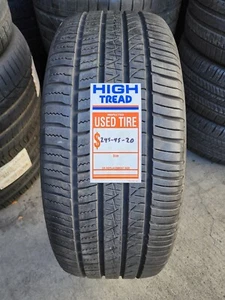 HIGH
TREAD
USED TIRE
$ 245-45-20